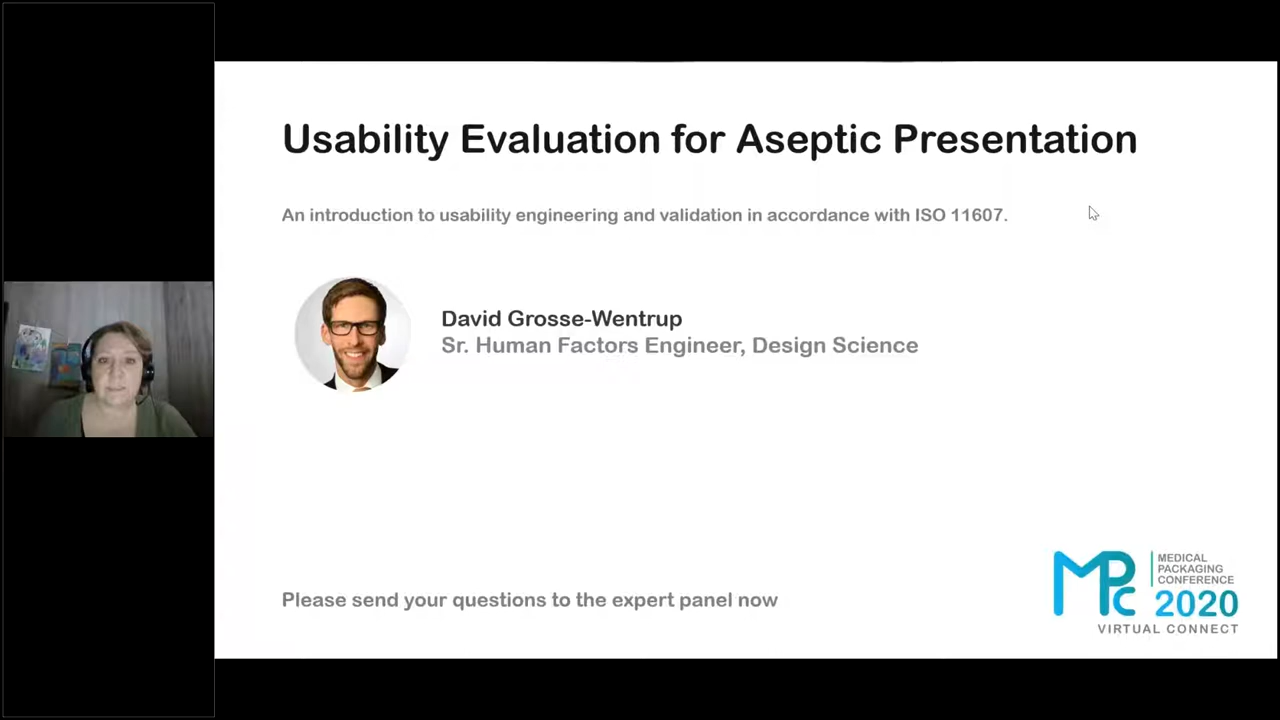 Usability Evaluation for Aseptic Presentation
An introduction to usability engineering and validation in accordance with ISO 11607.
David Grosse-Wentrup
Sr. Human Factors Engineer, Design Science
Please send your questions to the expert panel now
MPC
MEDICAL
PACKAGING
CONFERENCE
2020
VIRTUAL CONNECT